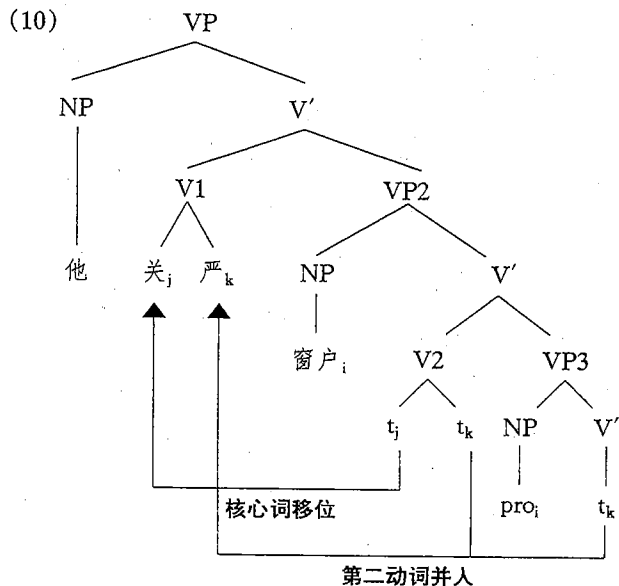 (10) VP
NP V′
V1 VP2
他 关j 严k NP V′
窗户i V2 VP3
tj tk NP V′
核心词移位 proi tk
第二动词并入